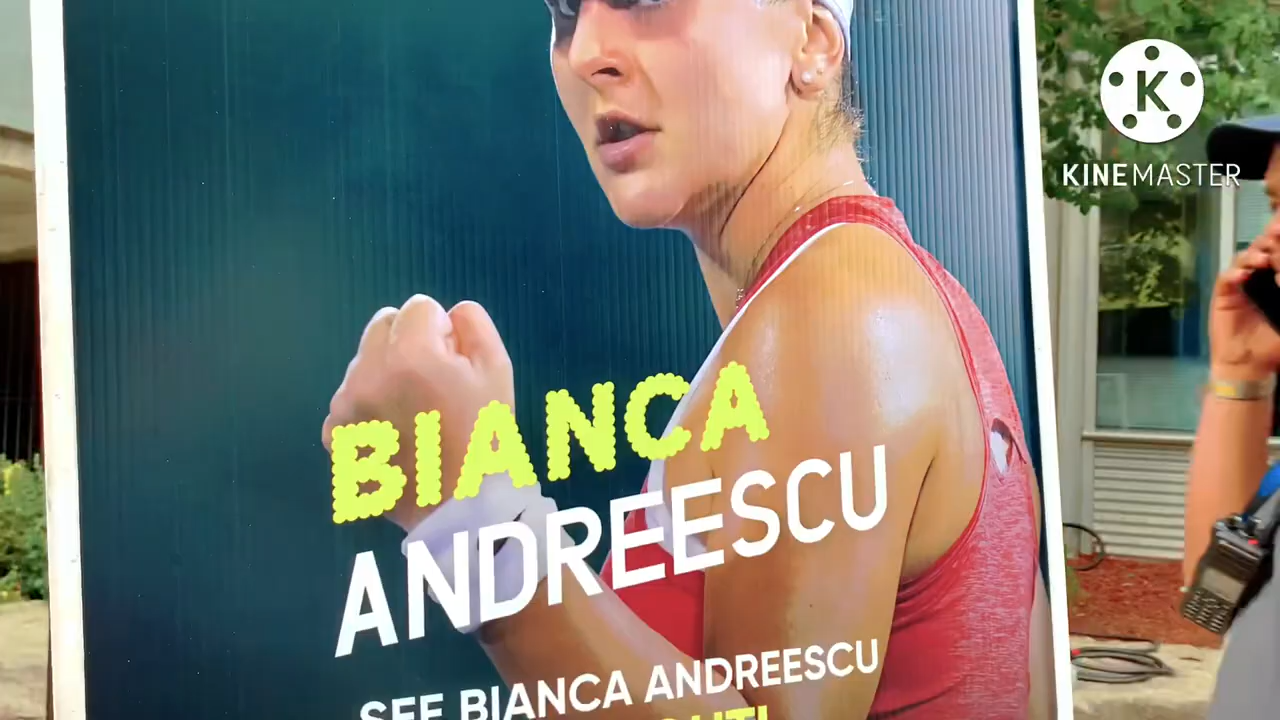 K
KINEMASTER
BIANCA
ANDREESCU
SEE BIANCA ANDREESCU